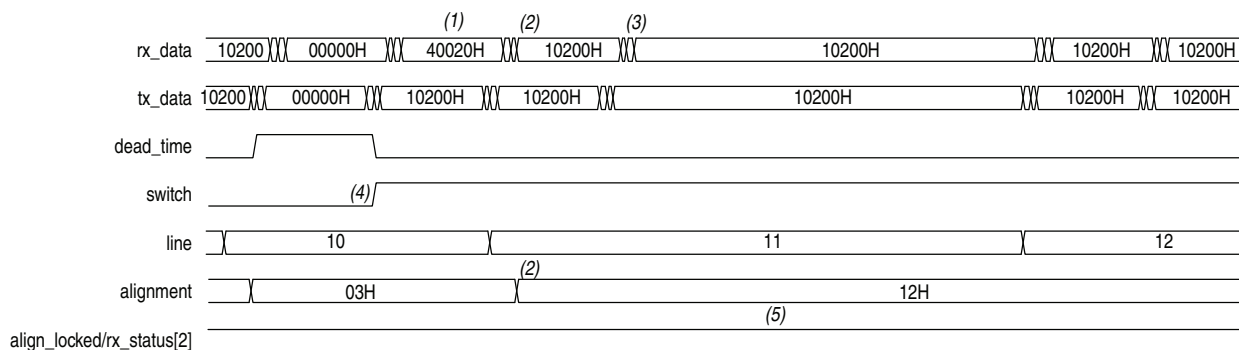 (1) (2) (3)
rx_data 10200 00000H 40020H 10200H 10200H 10200H 10200H
tx_data 10200 00000H 10200H 10200H 10200H 10200H 10200H
dead_time
switch (4)
line 10 11 12
(2)
alignment 03H 12H
(5)
align_locked/rx_status[2]